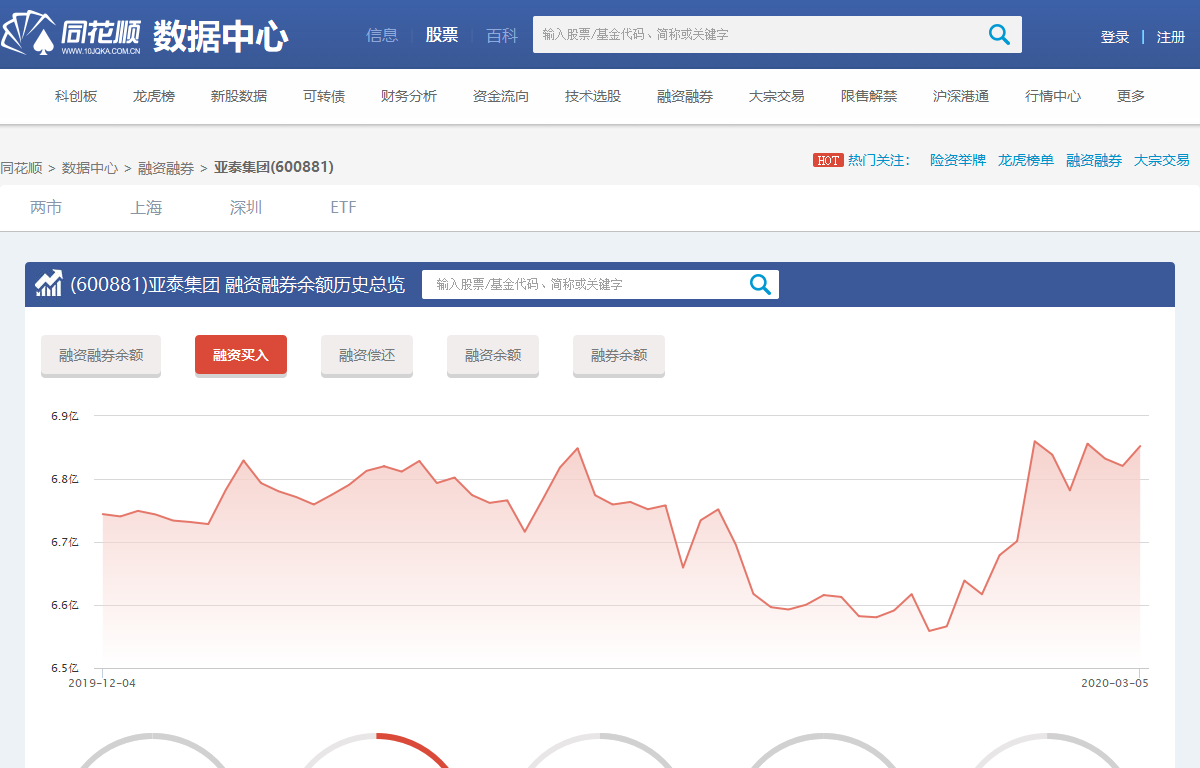 同花顺 数据中心
WWW.10JQKA.COM.CN
信息 股票 百科
输入股票/基金代码、简称或关键字
登录 | 注册
科创板 龙虎榜 新股数据 可转债 财务分析 资金流向 技术选股 融资融券 大宗交易 限售解禁 沪深港通 行情中心 更多
同花顺 > 数据中心 > 融资融券 > 亚泰集团(600881)
HOT 热门关注： 险资举牌 龙虎榜单 融资融券 大宗交易
两市 上海 深圳 ETF
(600881)亚泰集团 融资融券余额历史总览
输入股票/基金代码、简称或关键字
融资融券余额 融资买入 融资偿还 融资余额 融券余额
6.9亿
6.8亿
6.7亿
6.6亿
6.5亿
2019-12-04 2020-03-05